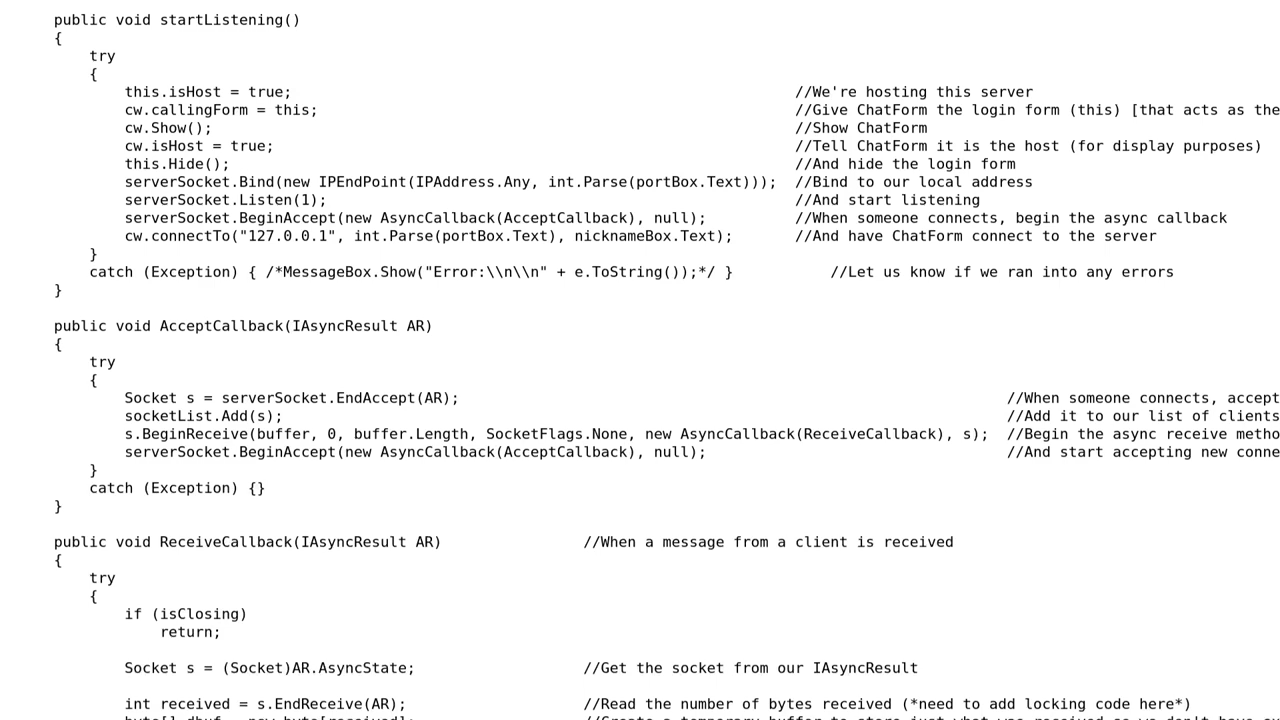 public void startListening()
{
try
{
this.isHost = true; //We're hosting this server
cw.callingForm = this; //Give ChatForm the login form (this) [that acts as the
cw.Show(); //Show ChatForm
cw.isHost = true; //Tell ChatForm it is the host (for display purposes)
this.Hide(); //And hide the login form
serverSocket.Bind(new IPEndPoint(IPAddress.Any, int.Parse(portBox.Text))); //Bind to our local address
serverSocket.Listen(1); //And start listening
serverSocket.BeginAccept(new AsyncCallback(AcceptCallback), null); //When someone connects, begin the async callback
cw.connectTo("127.0.0.1", int.Parse(portBox.Text), nicknameBox.Text); //And have ChatForm connect to the server
}
catch (Exception) { /*MessageBox.Show("Error:\\n\\n" + e.ToString());*/ } //Let us know if we ran into any errors
}
public void AcceptCallback(IAsyncResult AR)
{
try
{
Socket s = serverSocket.EndAccept(AR); //When someone connects, accept
socketList.Add(s); //Add it to our list of clients
s.BeginReceive(buffer, 0, buffer.Length, SocketFlags.None, new AsyncCallback(ReceiveCallback), s); //Begin the async receive metho
serverSocket.BeginAccept(new AsyncCallback(AcceptCallback), null); //And start accepting new conne
}
catch (Exception) {}
}
public void ReceiveCallback(IAsyncResult AR) //When a message from a client is received
{
try
{
if (isClosing)
return;
Socket s = (Socket)AR.AsyncState; //Get the socket from our IAsyncResult
int received = s.EndReceive(AR); //Read the number of bytes received (*need to add locking code here*)